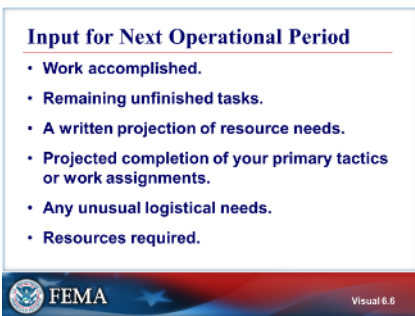 Input for Next Operational Period
• Work accomplished.
• Remaining unfinished tasks.
• A written projection of resource needs.
• Projected completion of your primary tactics
or work assignments.
• Any unusual logistical needs.
• Resources required.
FEMA
Visual 6.6